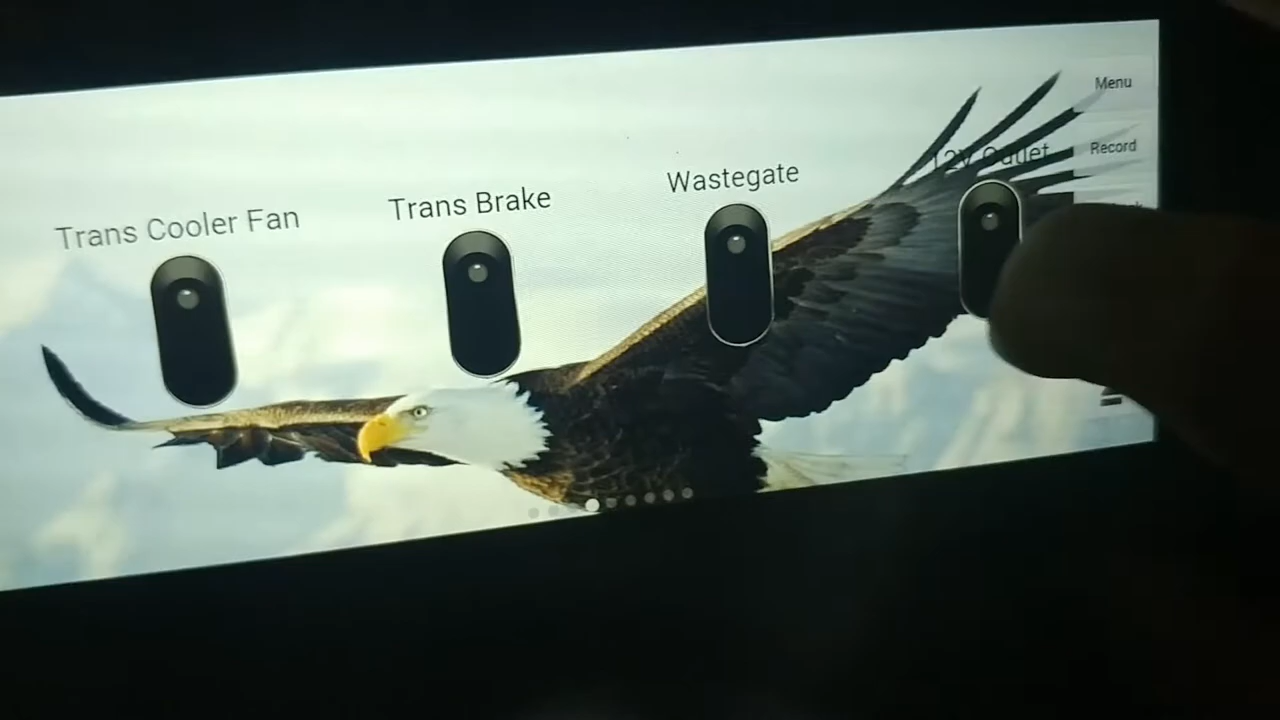 Trans Cooler Fan
Trans Brake
Wastegate
12V Outlet
Menu
Record